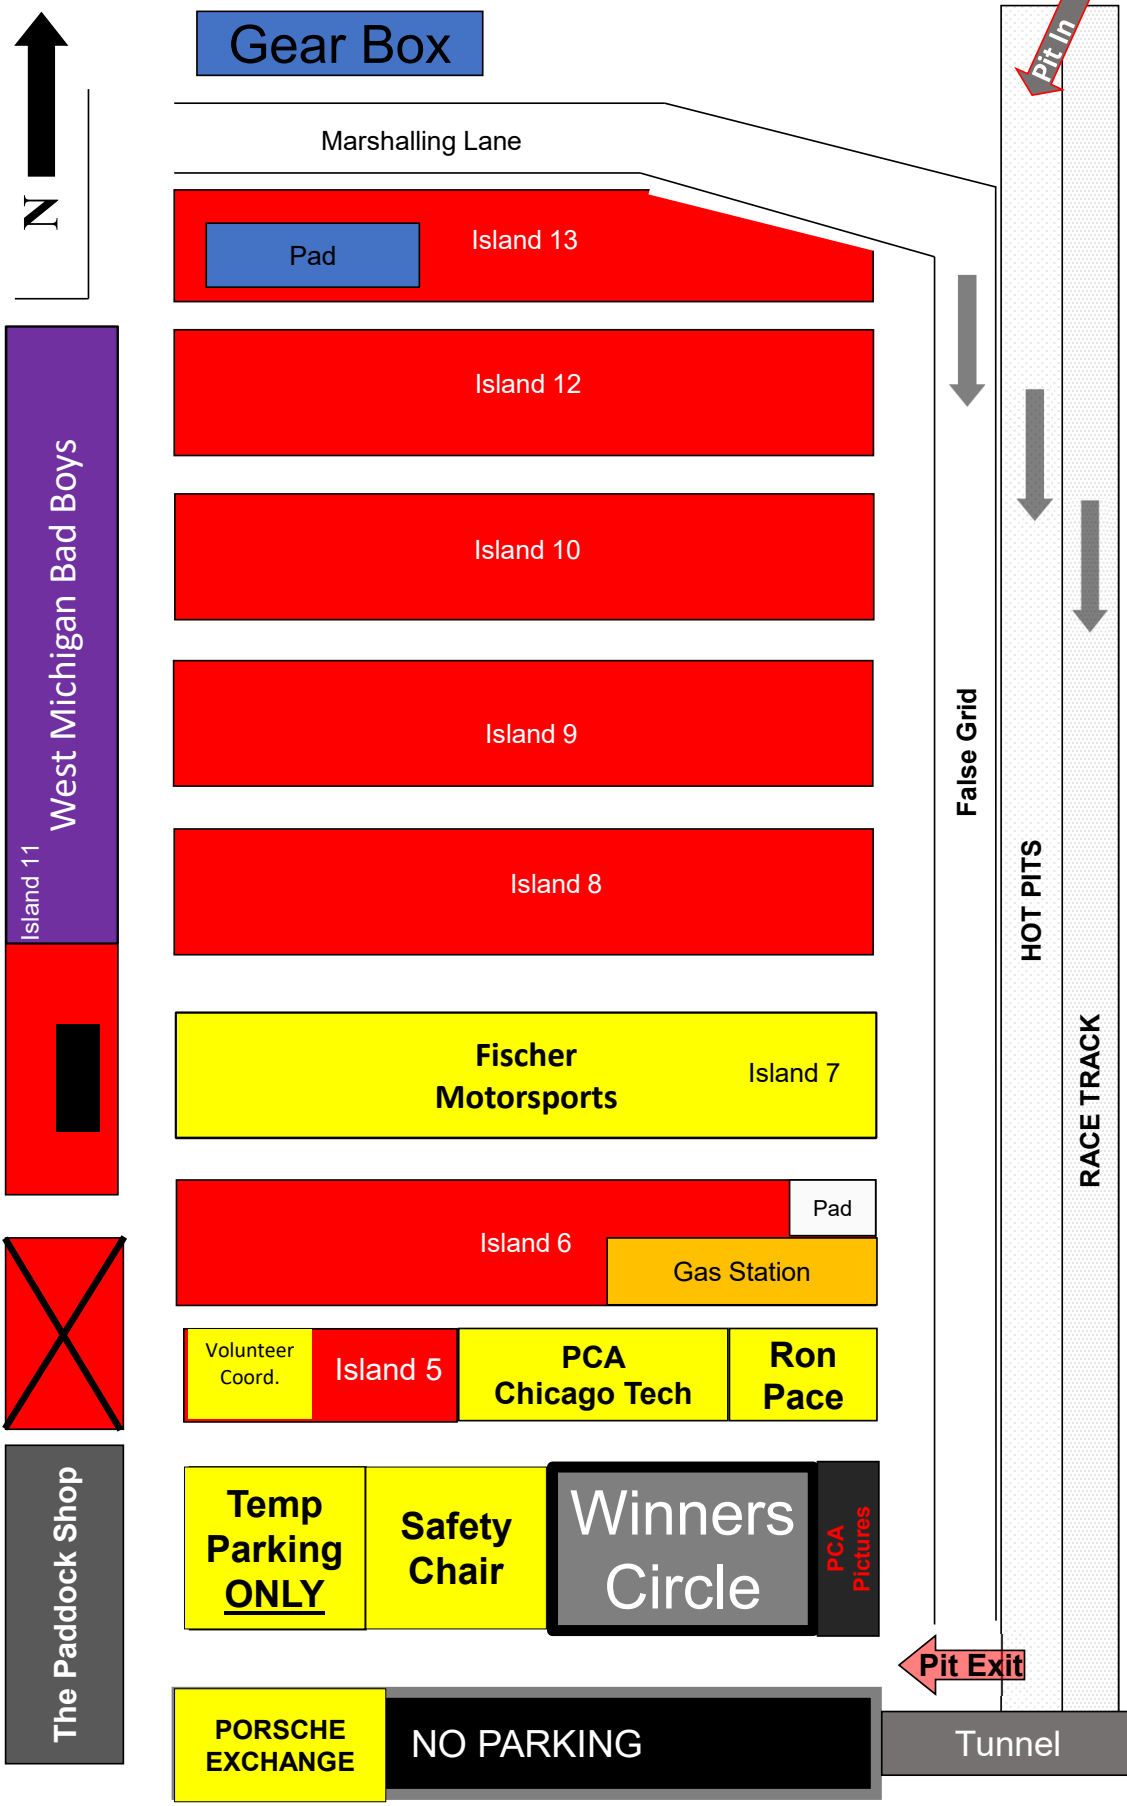 Gear Box
Pit In
Marshalling Lane
N
Island 13
Pad
Island 12
West Michigan Bad Boys
Island 11
Island 10
Island 9
False Grid
Island 8
HOT PITS
Fischer
Motorsports
Island 7
RACE TRACK
Pad
Island 6
Gas Station
Volunteer
Coord.
Island 5
PCA
Chicago Tech
Ron
Pace
The Paddock Shop
Temp
Parking
ONLY
Safety
Chair
Winners
Circle
PCA
Pictures
Pit Exit
PORSCHE
EXCHANGE
NO PARKING
Tunnel